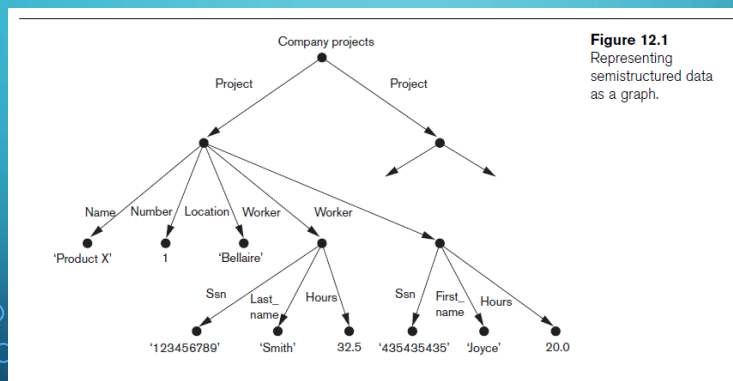 Company projects
Figure 12.1
Representing
semistructured data
as a graph.
Project
Project
Name
Number
Location
Worker
Worker
'Product X'
1
'Bellaire'
Ssn
Last_
name
Hours
Ssn
First_
name
Hours
'123456789'
'Smith'
32.5
'435435435'
'Joyce'
20.0